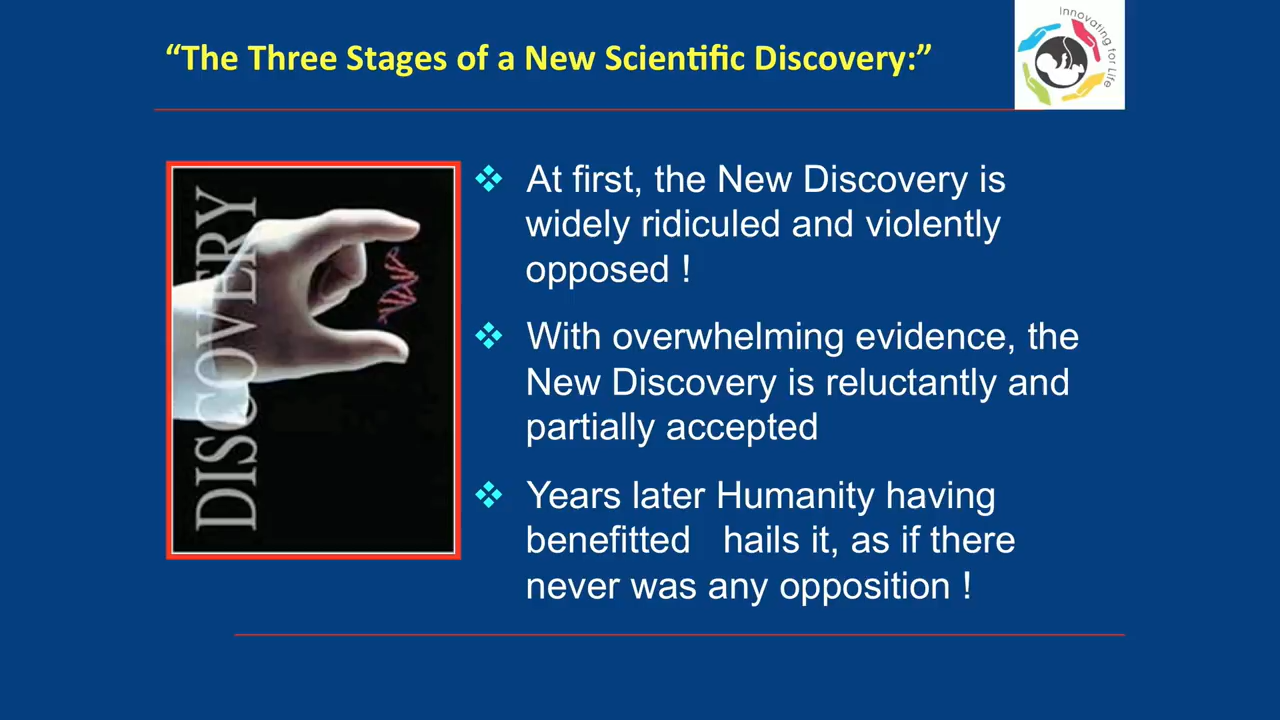 “The Three Stages of a New Scientific Discovery:”
Innovating for Life
DISCOVERY
❖ At first, the New Discovery is
widely ridiculed and violently
opposed !
❖ With overwhelming evidence, the
New Discovery is reluctantly and
partially accepted
❖ Years later Humanity having
benefitted   hails it, as if there
never was any opposition !